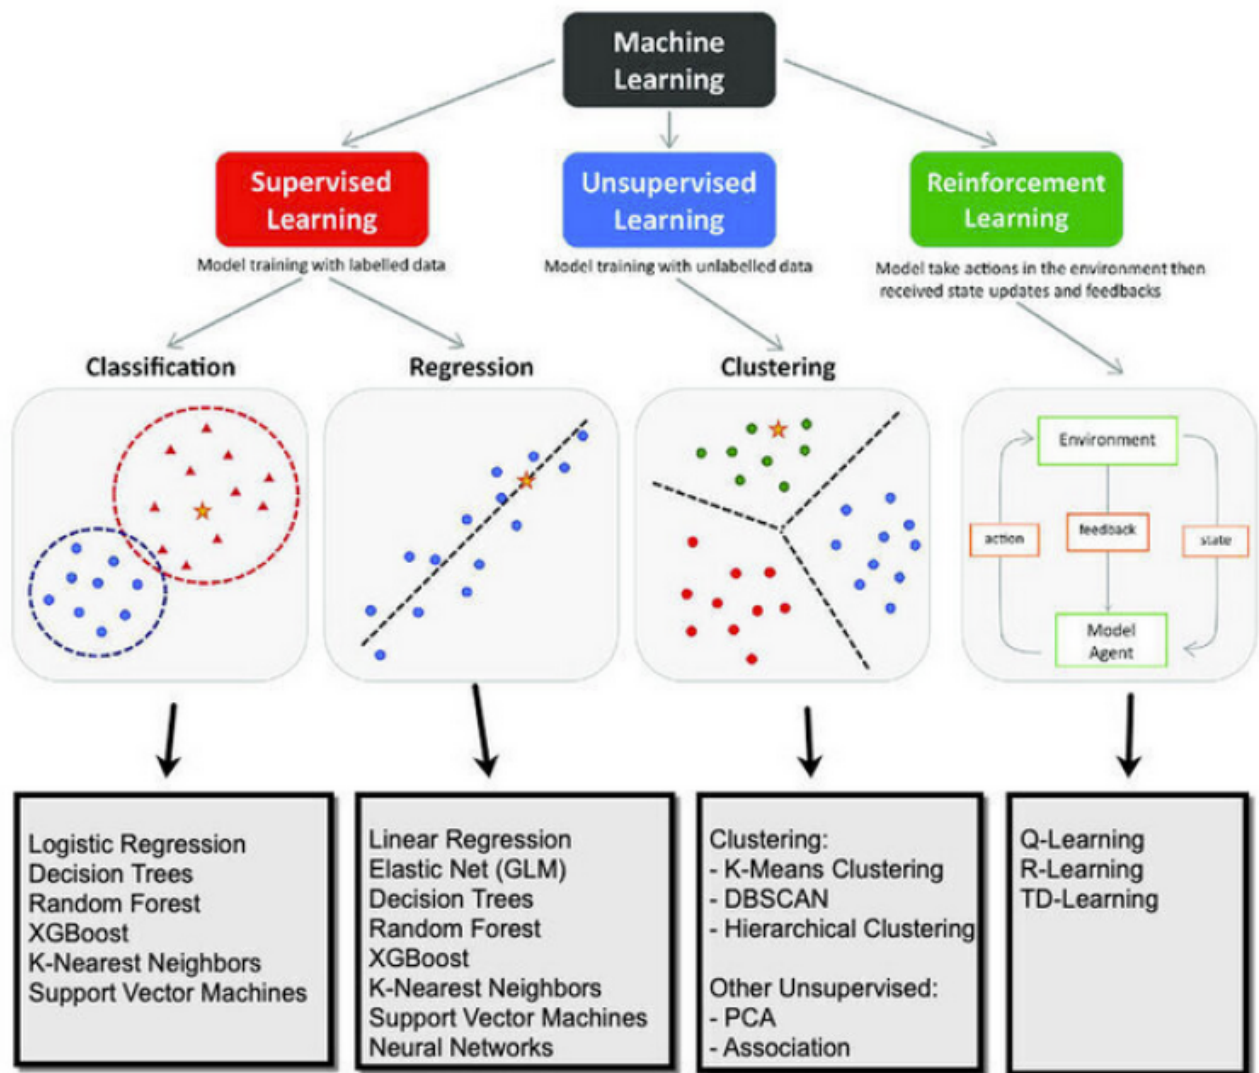 Machine
Learning
Supervised
Learning
Unsupervised
Learning
Reinforcement
Learning
Model training with labelled data
Model training with unlabelled data
Model take actions in the environment then
received state updates and feedbacks
Classification
Regression
Clustering
Environment
action
feedback
state
Model
Agent
Logistic Regression
Decision Trees
Random Forest
XGBoost
K-Nearest Neighbors
Support Vector Machines
Linear Regression
Elastic Net (GLM)
Decision Trees
Random Forest
XGBoost
K-Nearest Neighbors
Support Vector Machines
Neural Networks
Clustering:
- K-Means Clustering
- DBSCAN
- Hierarchical Clustering
Other Unsupervised:
- PCA
- Association
Q-Learning
R-Learning
TD-Learning